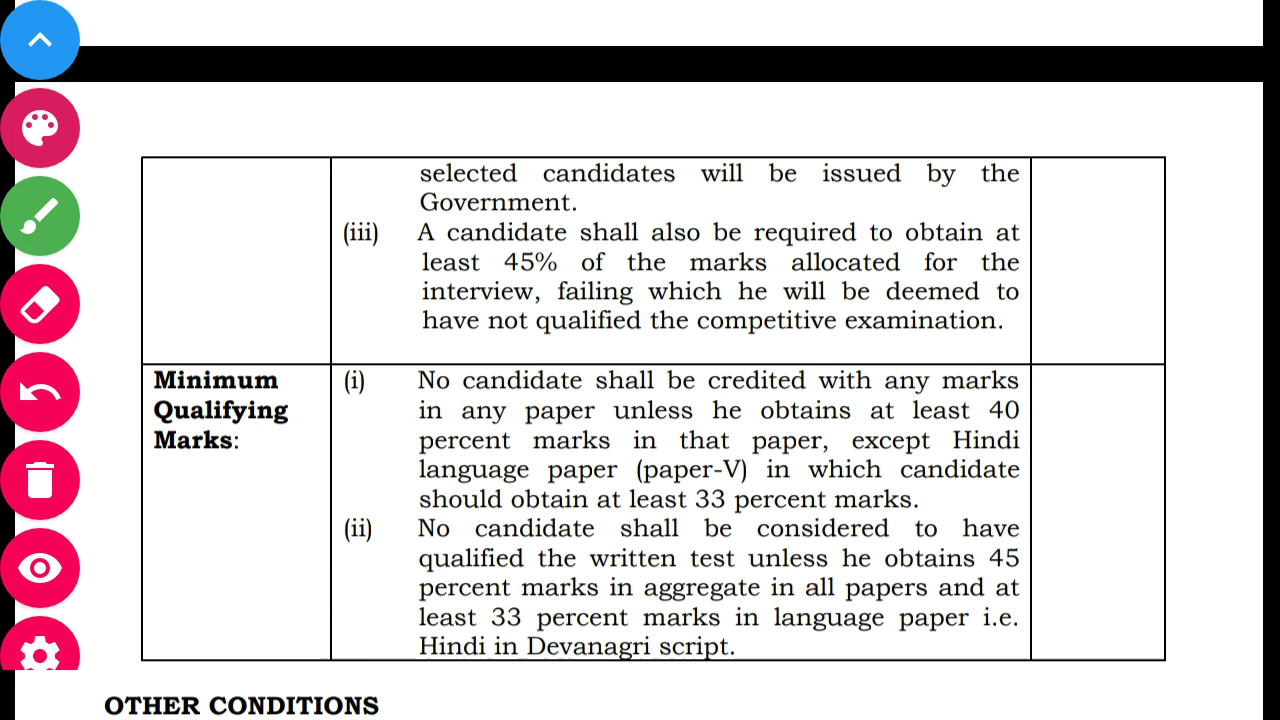 selected candidates will be issued by the
Government.
(iii) A candidate shall also be required to obtain at
least 45% of the marks allocated for the
interview, failing which he will be deemed to
have not qualified the competitive examination.
Minimum
Qualifying
Marks:
(i) No candidate shall be credited with any marks
in any paper unless he obtains at least 40
percent marks in that paper, except Hindi
language paper (paper-V) in which candidate
should obtain at least 33 percent marks.
(ii) No candidate shall be considered to have
qualified the written test unless he obtains 45
percent marks in aggregate in all papers and at
least 33 percent marks in language paper i.e.
Hindi in Devanagri script.
OTHER CONDITIONS